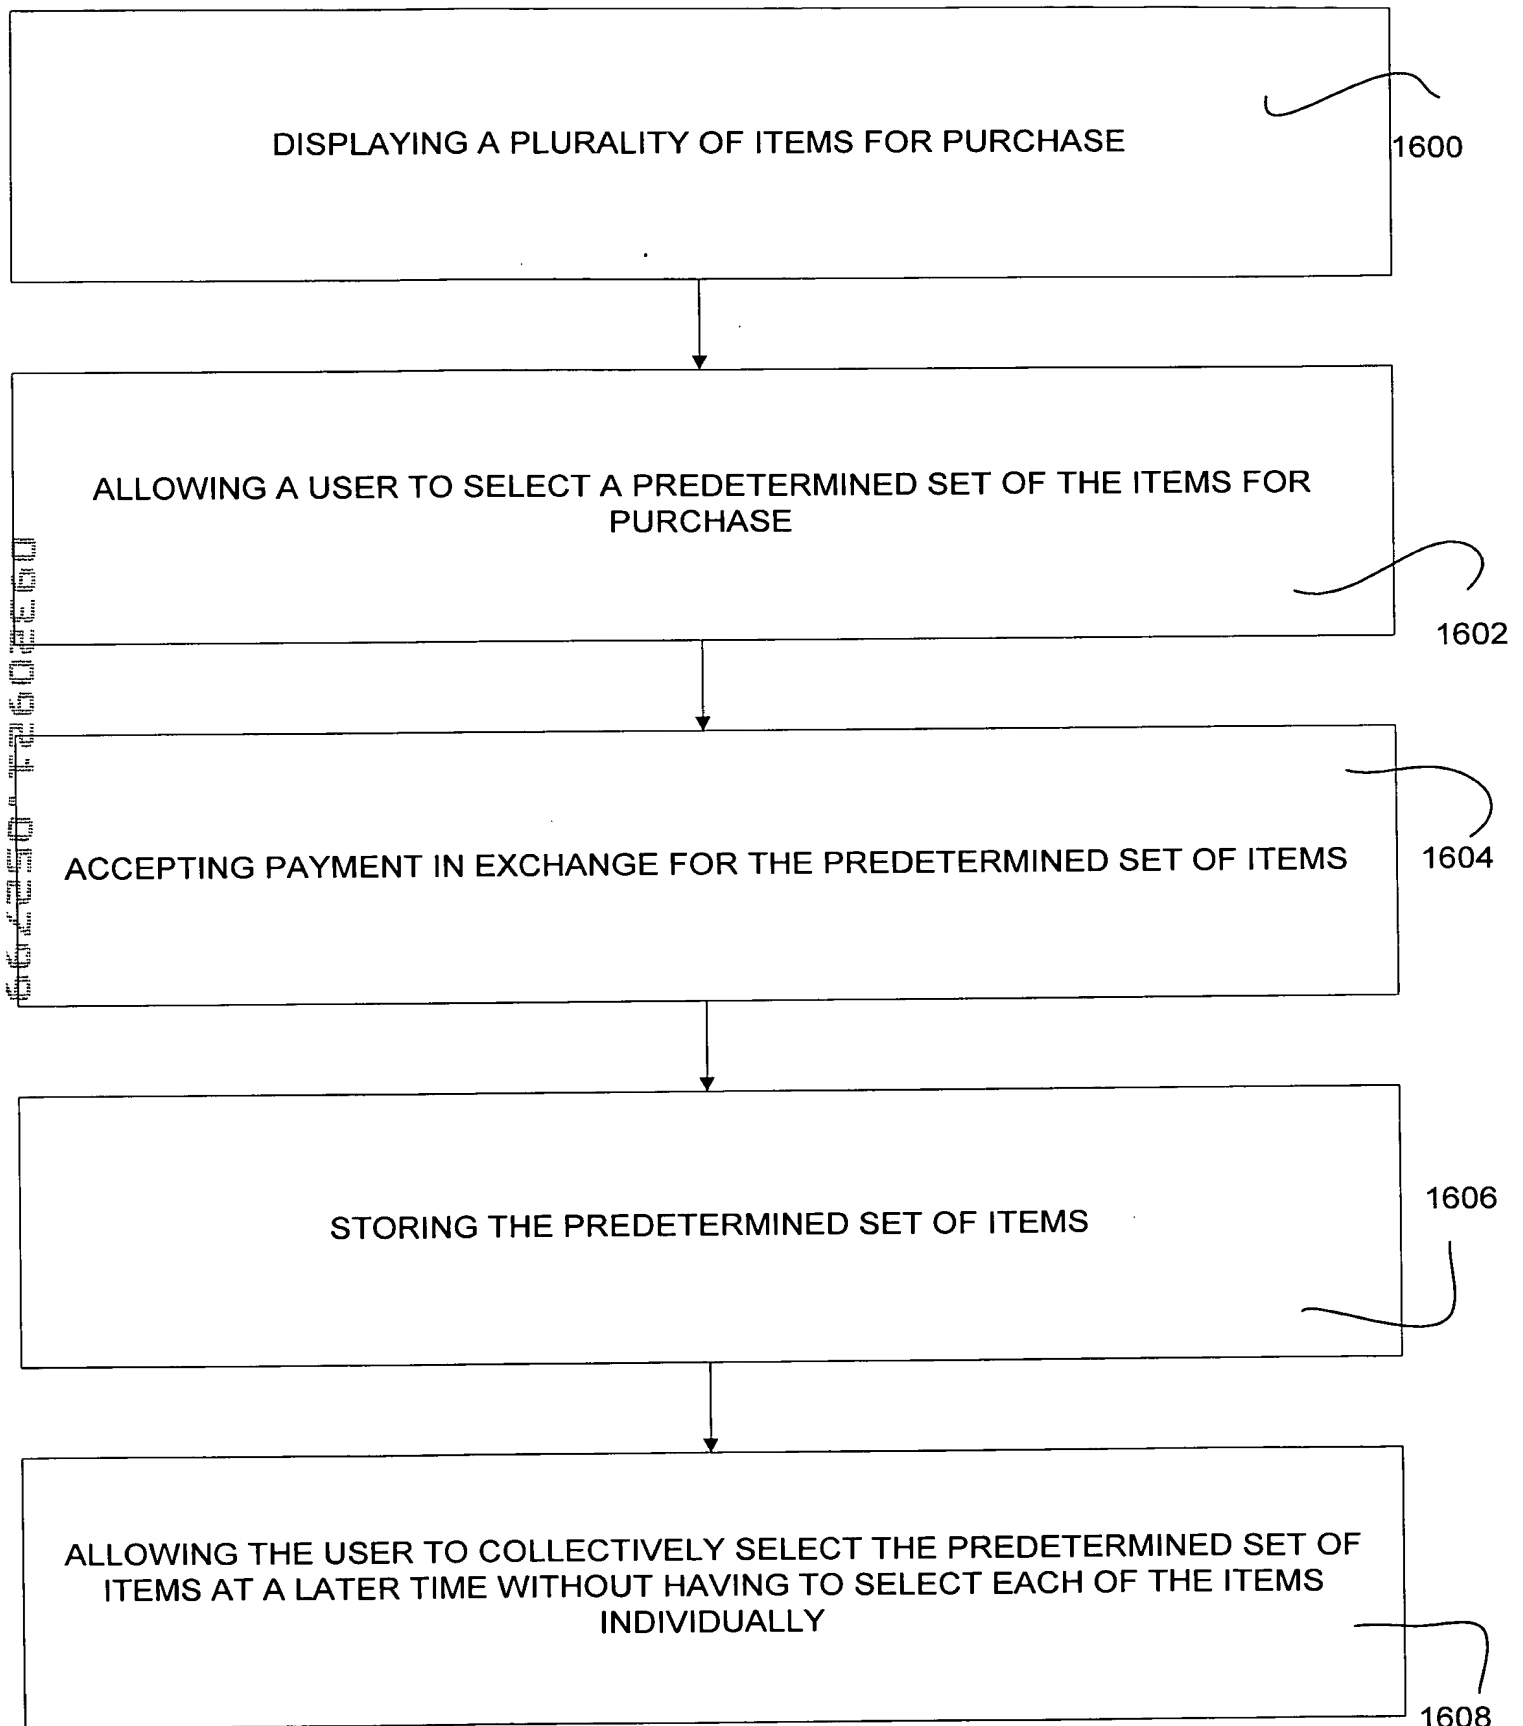 DISPLAYING A PLURALITY OF ITEMS FOR PURCHASE
1600
ALLOWING A USER TO SELECT A PREDETERMINED SET OF THE ITEMS FOR
PURCHASE
1602
ACCEPTING PAYMENT IN EXCHANGE FOR THE PREDETERMINED SET OF ITEMS
1604
STORING THE PREDETERMINED SET OF ITEMS
1606
ALLOWING THE USER TO COLLECTIVELY SELECT THE PREDETERMINED SET OF
ITEMS AT A LATER TIME WITHOUT HAVING TO SELECT EACH OF THE ITEMS
INDIVIDUALLY
1608